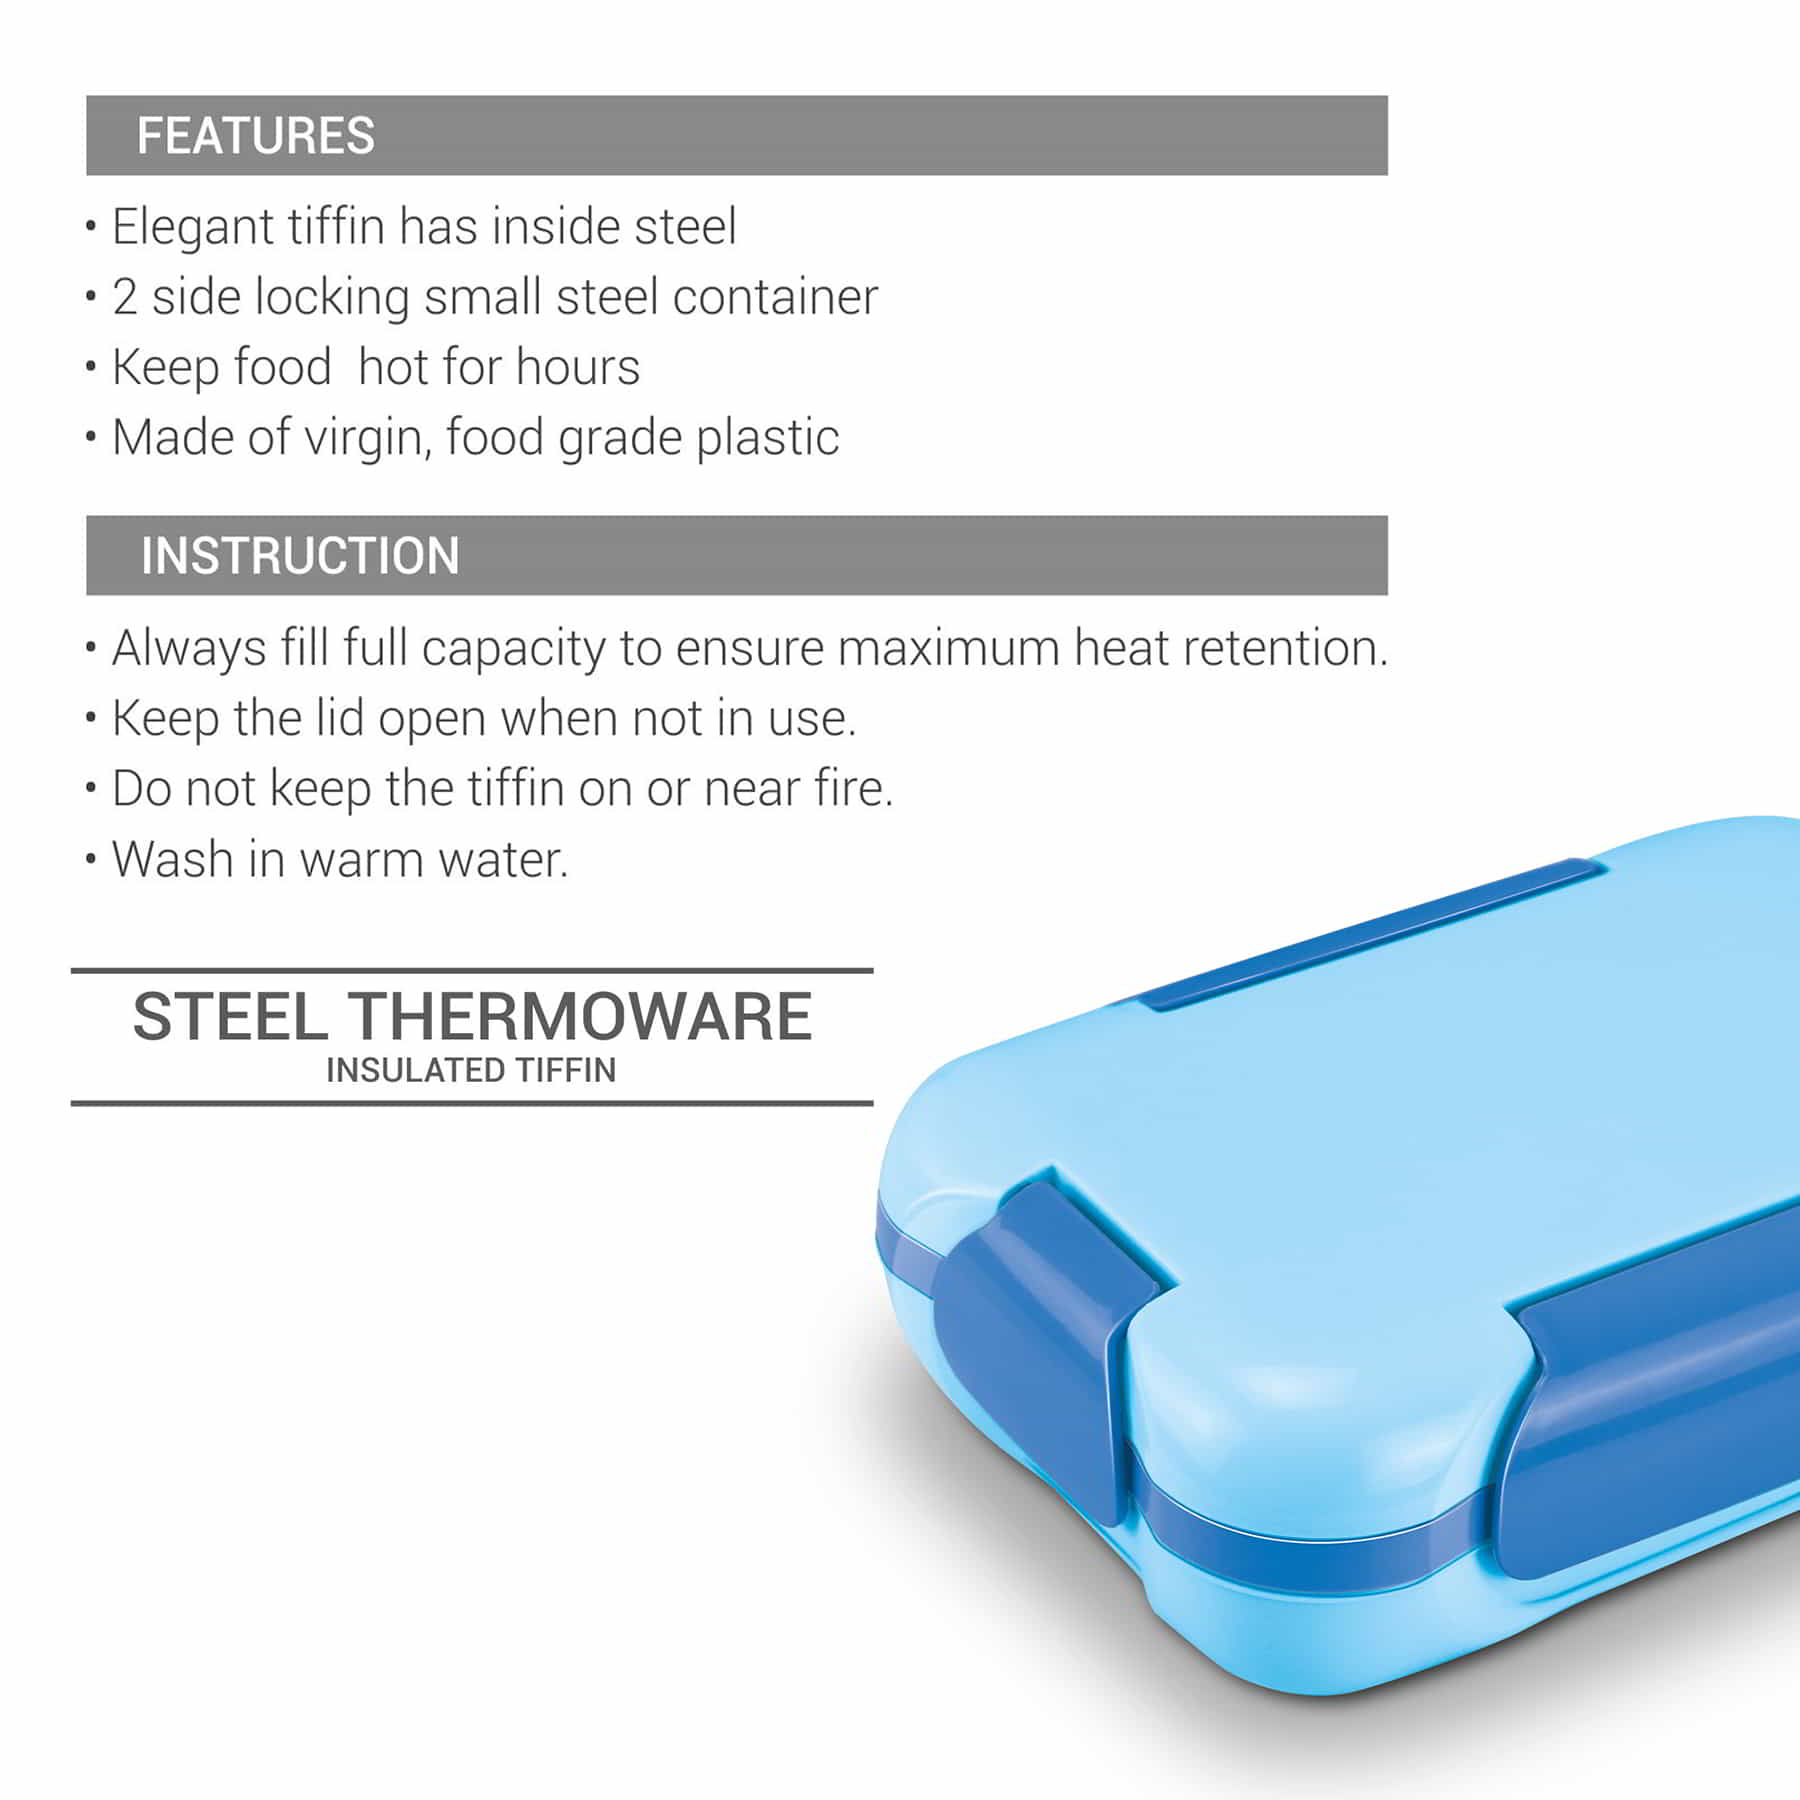 FEATURES
• Elegant tiffin has inside steel
• 2 side locking small steel container
• Keep food  hot for hours
• Made of virgin, food grade plastic
INSTRUCTION
• Always fill full capacity to ensure maximum heat retention.
• Keep the lid open when not in use.
• Do not keep the tiffin on or near fire.
• Wash in warm water.
STEEL THERMOWARE
INSULATED TIFFIN